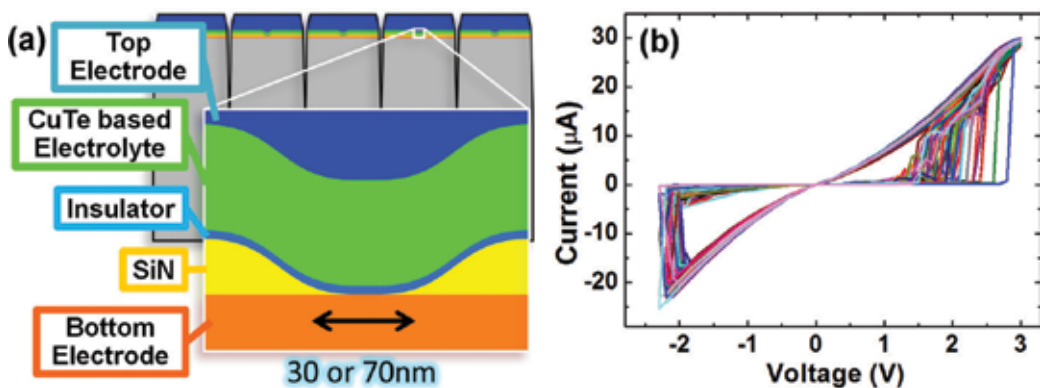 (a)
Top
Electrode
CuTe based
Electrolyte
Insulator
SiN
Bottom
Electrode
30 or 70nm
(b)
30
20
10
0
-10
-20
Current (μA)
-2 -1 0 1 2 3
Voltage (V)